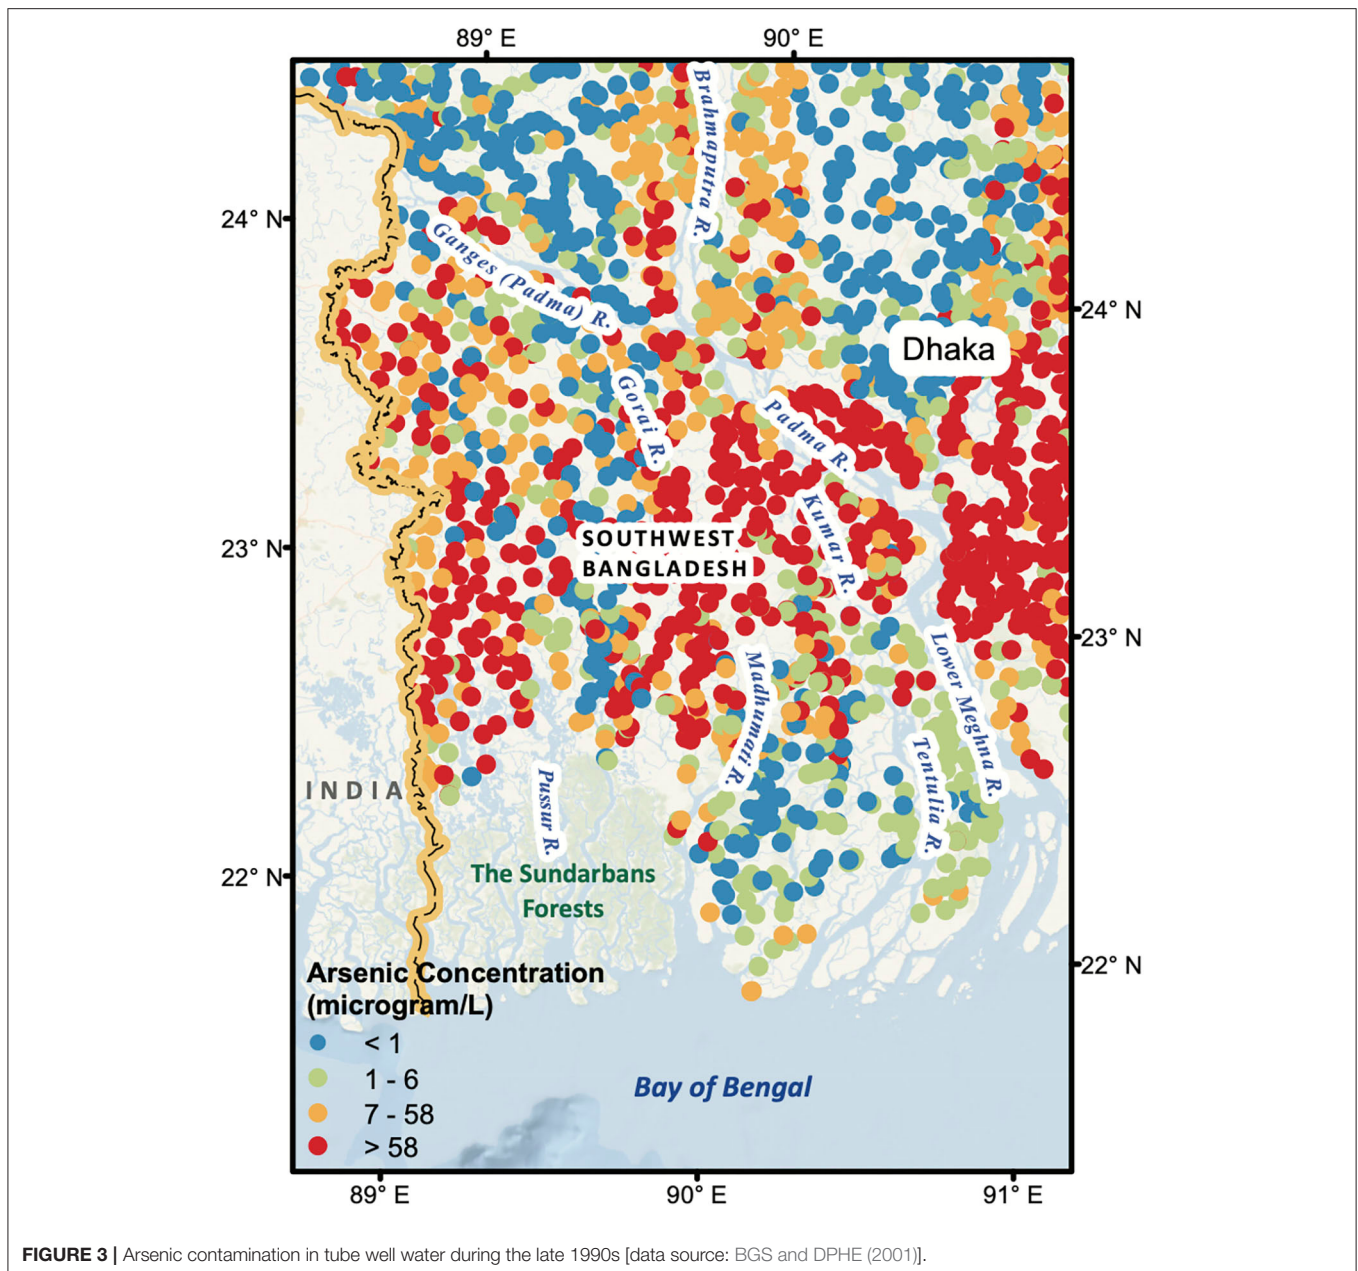 89° E
90° E
24° N
Brahmaputra R.
Ganges (Padma) R.
24° N
Dhaka
Gorai R.
Padma R.
Kumar R.
23° N
SOUTHWEST
BANGLADESH
23° N
Lower Meghna R.
Madhumati R.
Tentulia R.
Pussur R.
INDIA
22° N
The Sundarbans
Forests
22° N
Arsenic Concentration
(microgram/L)
< 1
1 - 6
7 - 58
> 58
Bay of Bengal
89° E
90° E
91° E
FIGURE 3 | Arsenic contamination in tube well water during the late 1990s [data source: BGS and DPHE (2001)].